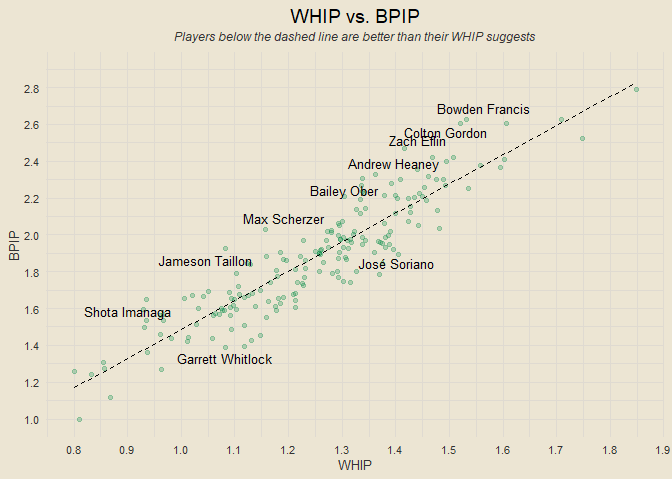 WHIP vs. BPIP
Players below the dashed line are better than their WHIP suggests
BPIP
2.8
2.6
2.4
2.2
2.0
1.8
1.6
1.4
1.2
1.0
Bowden Francis
Colton Gordon
Zach Eflin
Andrew Heaney
Bailey Ober
Max Scherzer
Jameson Taillon
José Soriano
Shota Imanaga
Garrett Whitlock
0.8 0.9 1.0 1.1 1.2 1.3 1.4 1.5 1.6 1.7 1.8 1.9
WHIP